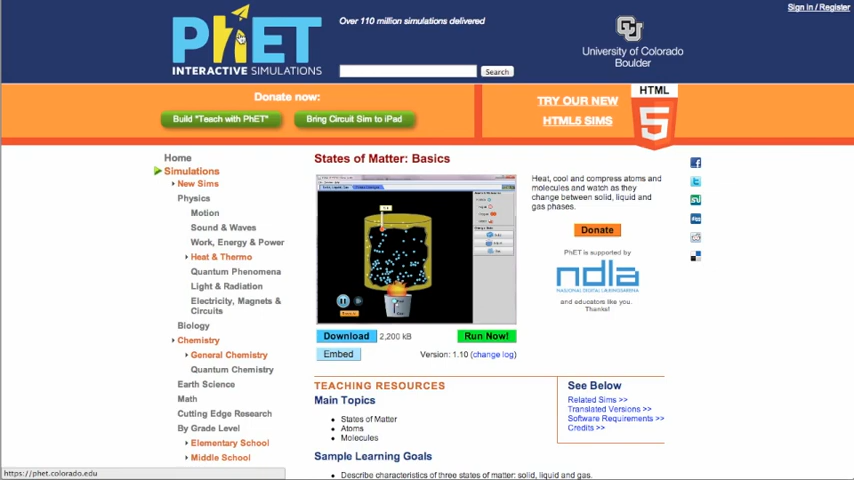 Sign in / Register
PhET
INTERACTIVE SIMULATIONS
Over 110 million simulations delivered
Search
CU
University of Colorado
Boulder
Donate now:
Build "Teach with PhET"
Bring Circuit Sim to iPad
TRY OUR NEW
HTML5 SIMS
HTML
5
Home
Simulations
New Sims
Physics
Motion
Sound & Waves
Work, Energy & Power
Heat & Thermo
Quantum Phenomena
Light & Radiation
Electricity, Magnets &
Circuits
Biology
Chemistry
General Chemistry
Quantum Chemistry
Earth Science
Math
Cutting Edge Research
By Grade Level
Elementary School
Middle School
States of Matter: Basics
Heat, cool and compress atoms and
molecules and watch as they
change between solid, liquid and
gas phases.
Donate
PhET is supported by
ndla
NASJONAL DIGITAL LÆRINGSARENA
and educators like you.
Thanks!
Download
2,200 kB
Run Now!
Embed
Version: 1.10 (change log)
TEACHING RESOURCES
Main Topics
States of Matter
Atoms
Molecules
Sample Learning Goals
Describe characteristics of three states of matter: solid, liquid and gas.
See Below
Related Sims >>
Translated Versions >>
Software Requirements >>
Credits >>
https://phet.colorado.edu